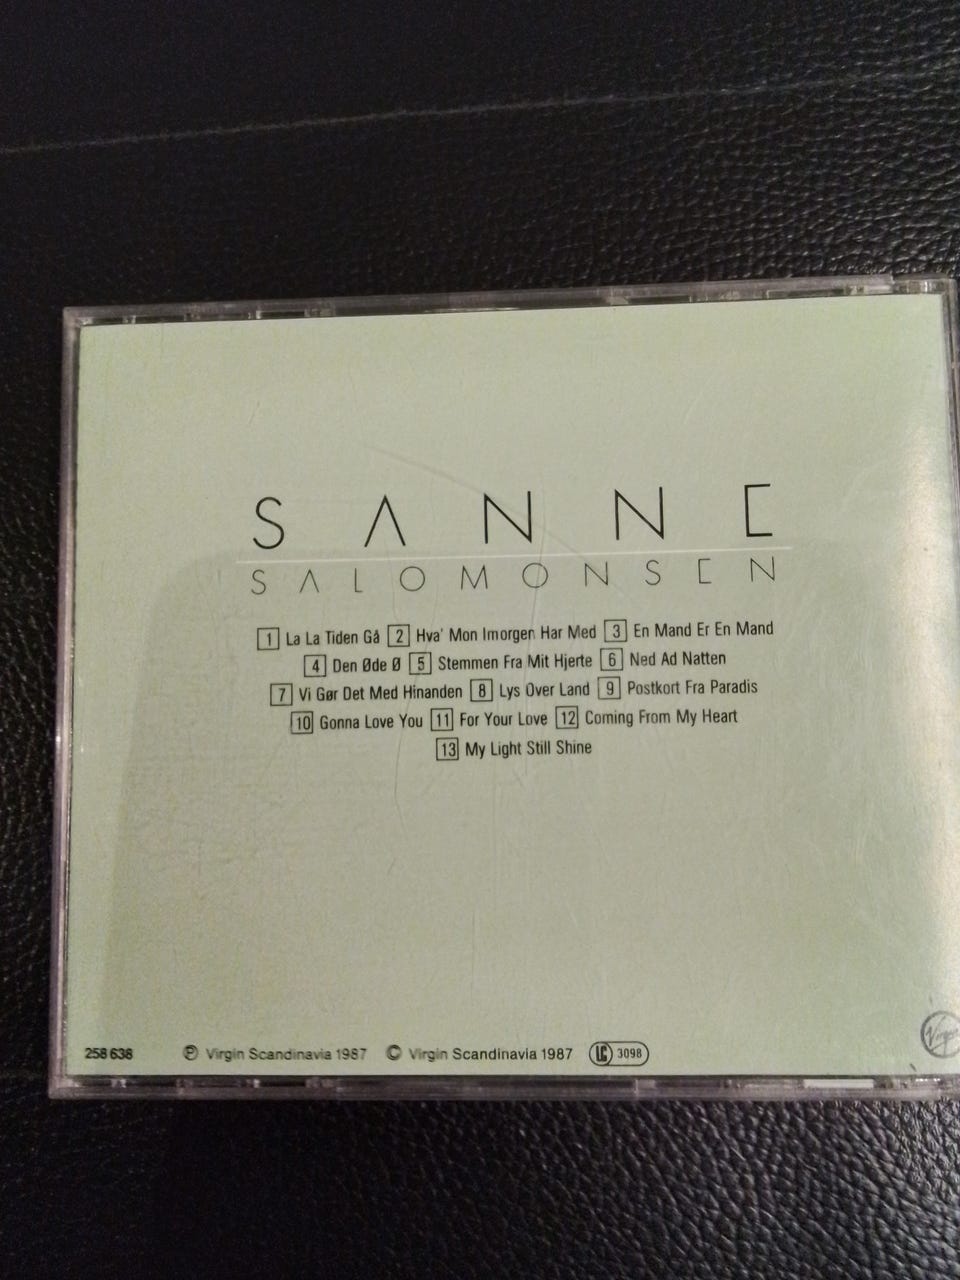 SANNE
SALOMONSEN
1 La La Tiden Gå 2 Hva' Mon Imorgen Har Med 3 En Mand Er En Mand
4 Den Øde Ø 5 Stemmen Fra Mit Hjerte 6 Ned Ad Natten
7 Vi Gør Det Med Hinanden 8 Lys Over Land 9 Postkort Fra Paradis
10 Gonna Love You 11 For Your Love 12 Coming From My Heart
13 My Light Still Shine
258 638 ℗ Virgin Scandinavia 1987 © Virgin Scandinavia 1987 LC 3098
Virgin